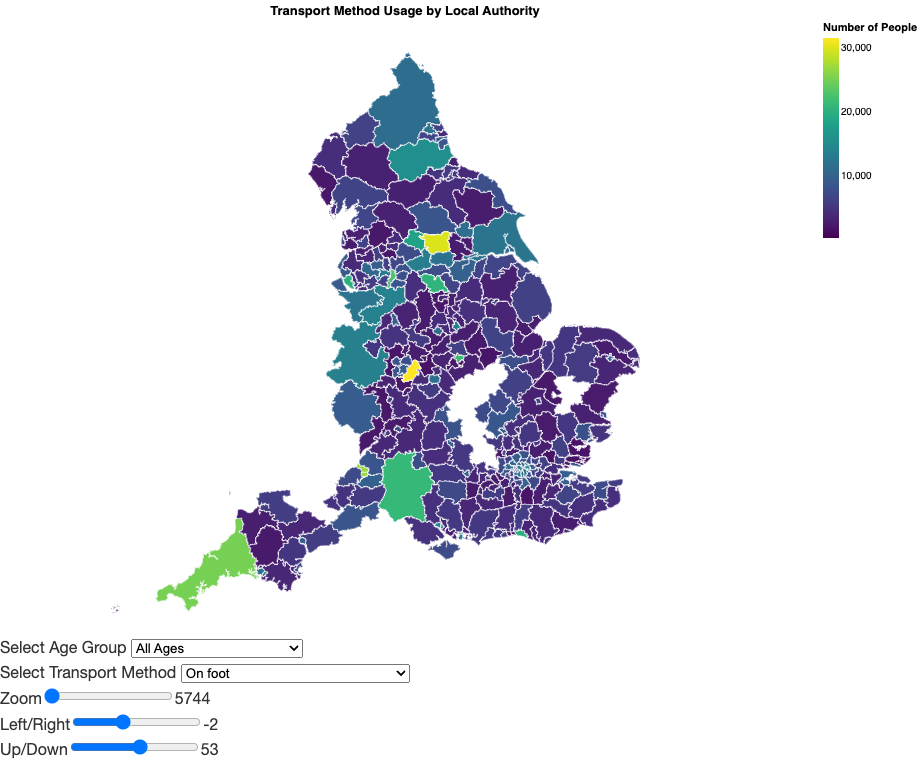 Transport Method Usage by Local Authority
Number of People
30,000
20,000
10,000
Select Age Group All Ages
Select Transport Method On foot
Zoom 5744
Left/Right -2
Up/Down 53